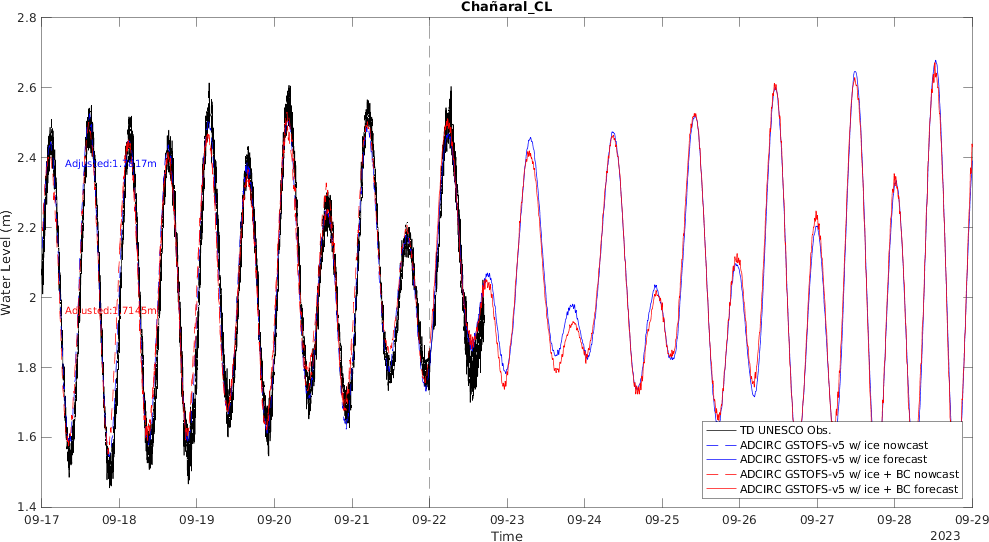 Chañaral_CL
2.8
2.6
2.4
2.2
2
1.8
1.6
1.4
Water Level (m)
Adjusted:1.7145m
TD UNESCO Obs.
ADCIRC GSTOFS-v5 w/ ice nowcast
ADCIRC GSTOFS-v5 w/ ice forecast
ADCIRC GSTOFS-v5 w/ ice + BC nowcast
ADCIRC GSTOFS-v5 w/ ice + BC forecast
09-17 09-18 09-19 09-20 09-21 09-22 09-23 09-24 09-25 09-26 09-27 09-28 09-29
Time
2023